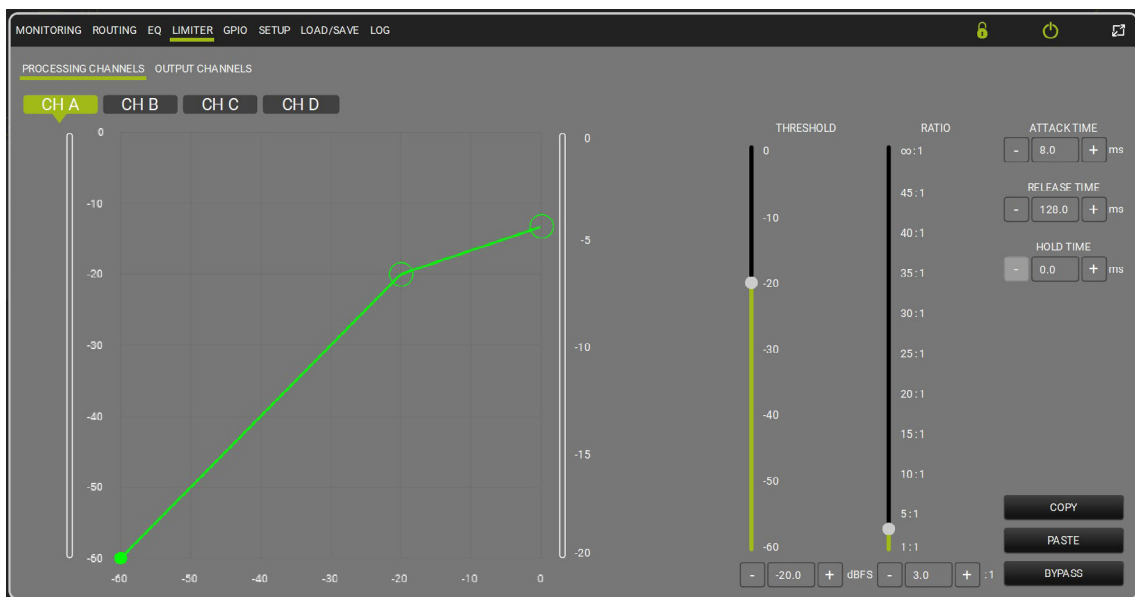 MONITORING ROUTING EQ LIMITER GPIO SETUP LOAD/SAVE LOG
PROCESSING CHANNELS OUTPUT CHANNELS
CH A CH B CH C CH D
0
-10
-20
-30
-40
-50
-60
-60 -50 -40 -30 -20 -10 0
0
-5
-10
-15
-20
THRESHOLD
0
-10
-20
-30
-40
-50
-60
- -20.0 + dBFS
RATIO
∞:1
45:1
40:1
35:1
30:1
25:1
20:1
15:1
10:1
5:1
1:1
- 3.0 + :1
ATTACK TIME
- 8.0 + ms
RELEASE TIME
- 128.0 + ms
HOLD TIME
- 0.0 + ms
COPY
PASTE
BYPASS